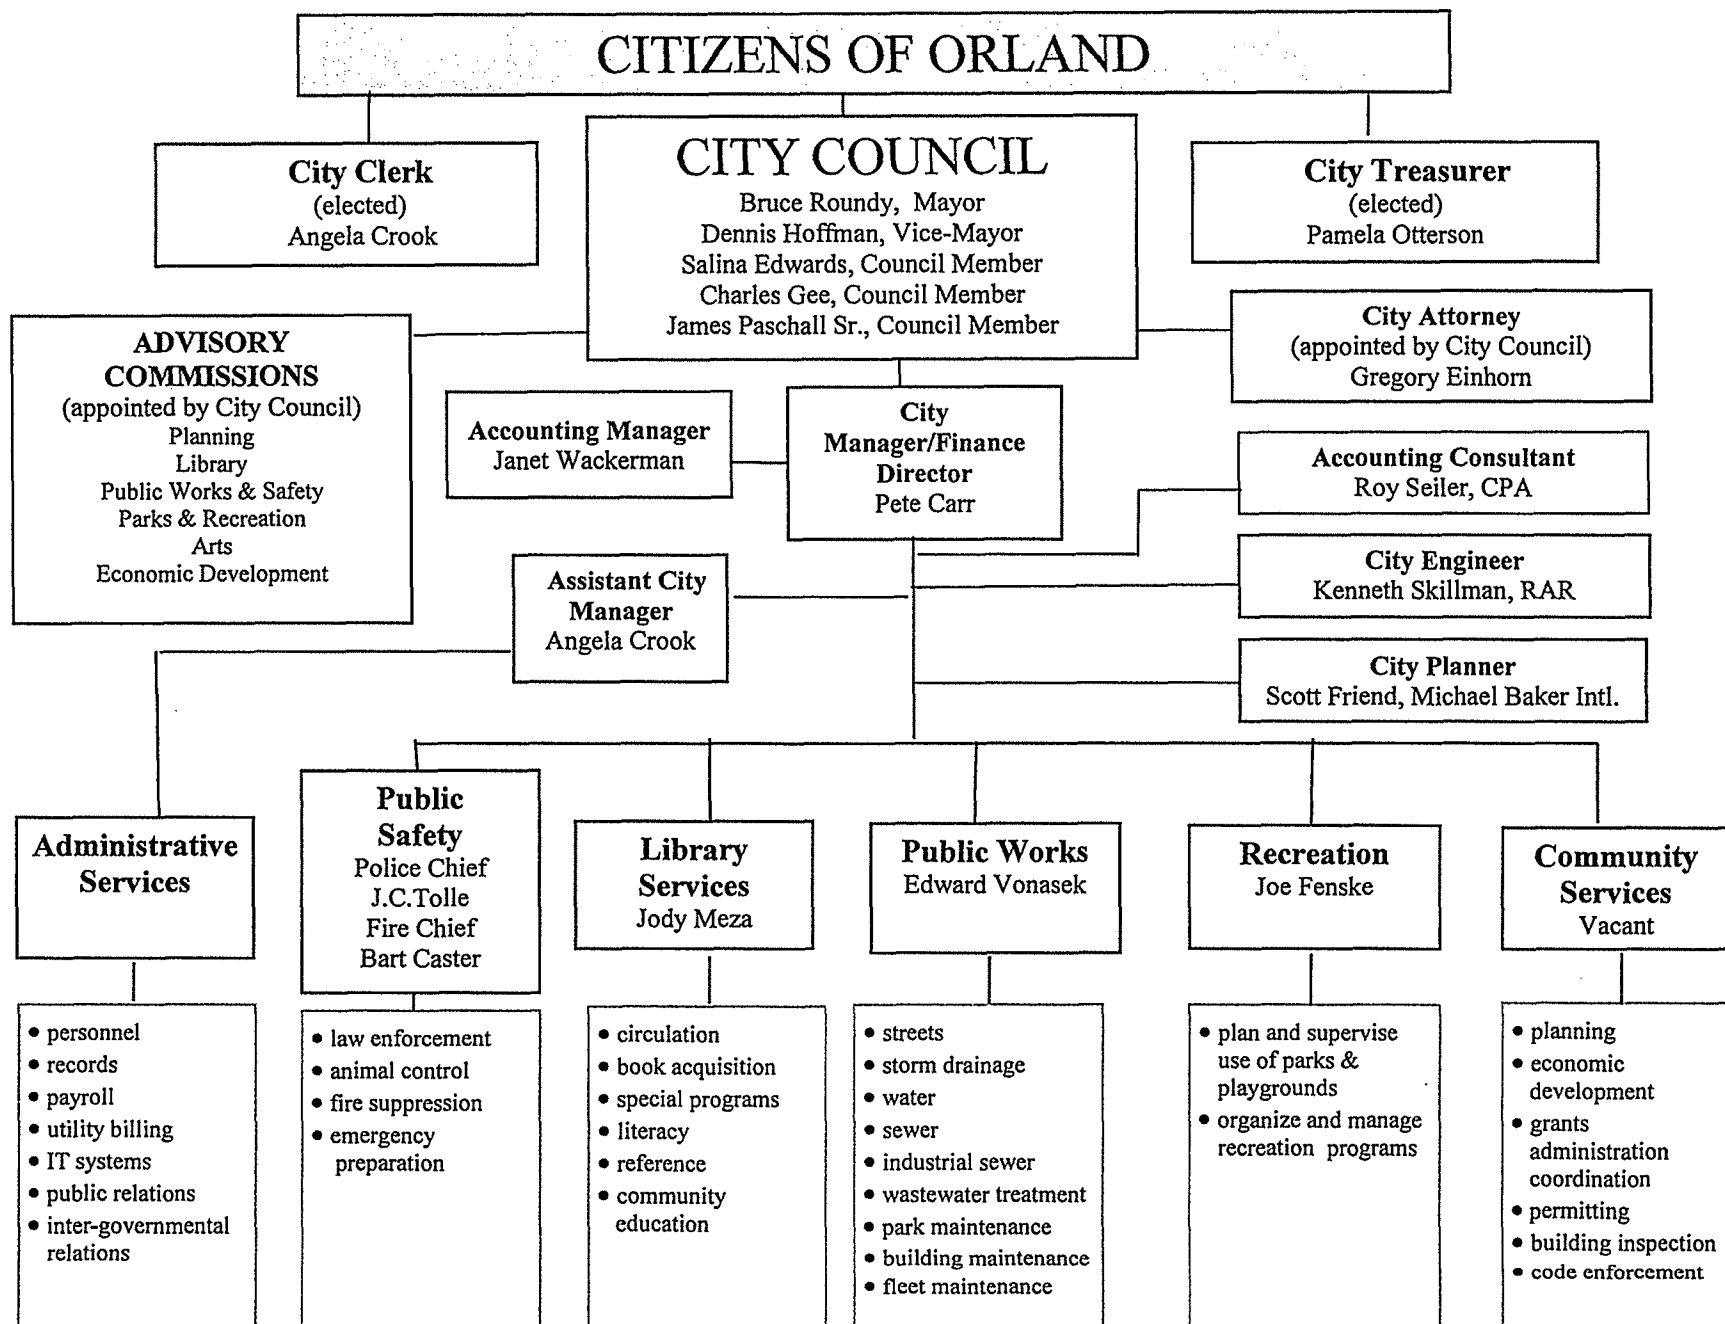 CITIZENS OF ORLAND
City Clerk
(elected)
Angela Crook
CITY COUNCIL
Bruce Roundy, Mayor
Dennis Hoffman, Vice-Mayor
Salina Edwards, Council Member
Charles Gee, Council Member
James Paschall Sr., Council Member
City Treasurer
(elected)
Pamela Otterson
ADVISORY
COMMISSIONS
(appointed by City Council)
Planning
Library
Public Works & Safety
Parks & Recreation
Arts
Economic Development
City Attorney
(appointed by City Council)
Gregory Einhorn
Accounting Manager
Janet Wackerman
City
Manager/Finance
Director
Pete Carr
Accounting Consultant
Roy Seiler, CPA
Assistant City
Manager
Angela Crook
City Engineer
Kenneth Skillman, RAR
City Planner
Scott Friend, Michael Baker Intl.
Administrative
Services
Public
Safety
Police Chief
J.C.Tolle
Fire Chief
Bart Caster
Library
Services
Jody Meza
Public Works
Edward Vonasek
Recreation
Joe Fenske
Community
Services
Vacant
• personnel
• records
• payroll
• utility billing
• IT systems
• public relations
• inter-governmental
relations
• law enforcement
• animal control
• fire suppression
• emergency
preparation
• circulation
• book acquisition
• special programs
• literacy
• reference
• community
education
• streets
• storm drainage
• water
• sewer
• industrial sewer
• wastewater treatment
• park maintenance
• building maintenance
• fleet maintenance
• plan and supervise
use of parks &
playgrounds
• organize and manage
recreation programs
• planning
• economic
development
• grants
administration
coordination
• permitting
• building inspection
• code enforcement